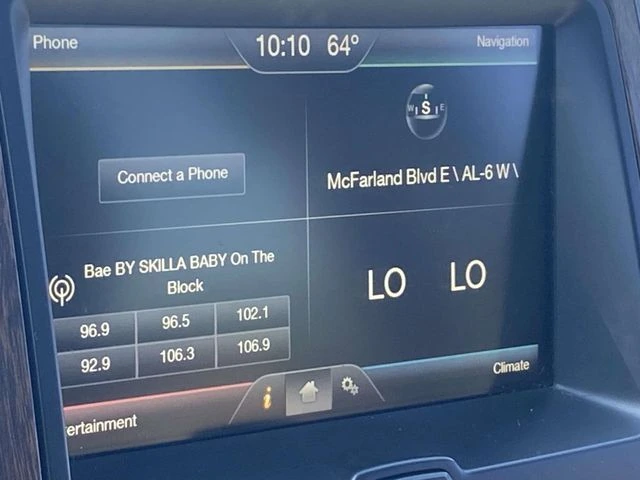 Phone
10:10 64°
Navigation
W S E
McFarland Blvd E \ AL-6 W \
Connect a Phone
Bae BY SKILLA BABY On The
Block
96.9 96.5 102.1
92.9 106.3 106.9
LO LO
Climate
i
ertainment